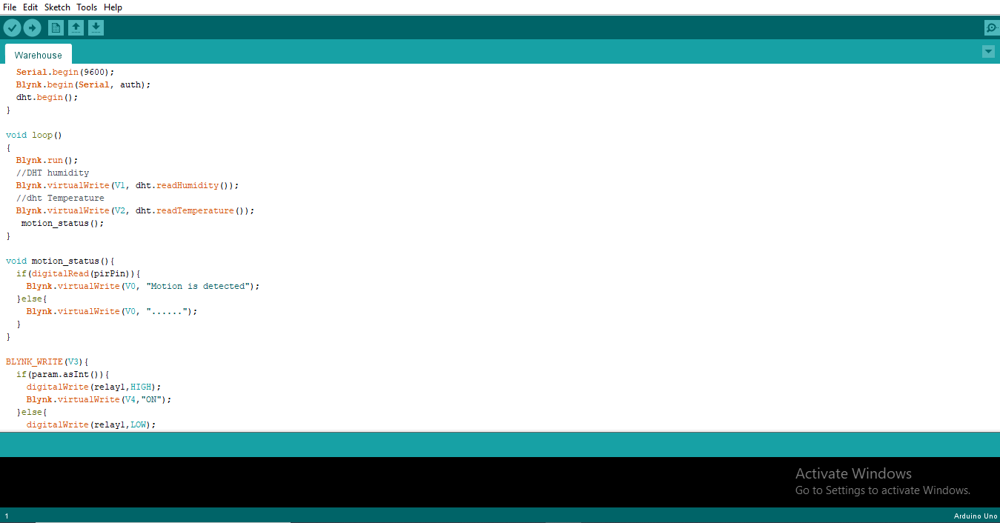 File Edit Sketch Tools Help
Warehouse
  Serial.begin(9600);
  Blynk.begin(Serial, auth);
  dht.begin();
}
void loop()
{
  Blynk.run();
  //DHT humidity
  Blynk.virtualWrite(V1, dht.readHumidity());
  //dht Temperature
  Blynk.virtualWrite(V2, dht.readTemperature());
   motion_status();
}
void motion_status(){
  if(digitalRead(pirPin)){
    Blynk.virtualWrite(V0, "Motion is detected");
  }else{
    Blynk.virtualWrite(V0, "......");
  }
}
BLYNK_WRITE(V3){
  if(param.asInt()){
    digitalWrite(relay1,HIGH);
    Blynk.virtualWrite(V4,"ON");
  }else{
    digitalWrite(relay1,LOW);
Activate Windows
Go to Settings to activate Windows.
1
Arduino Uno